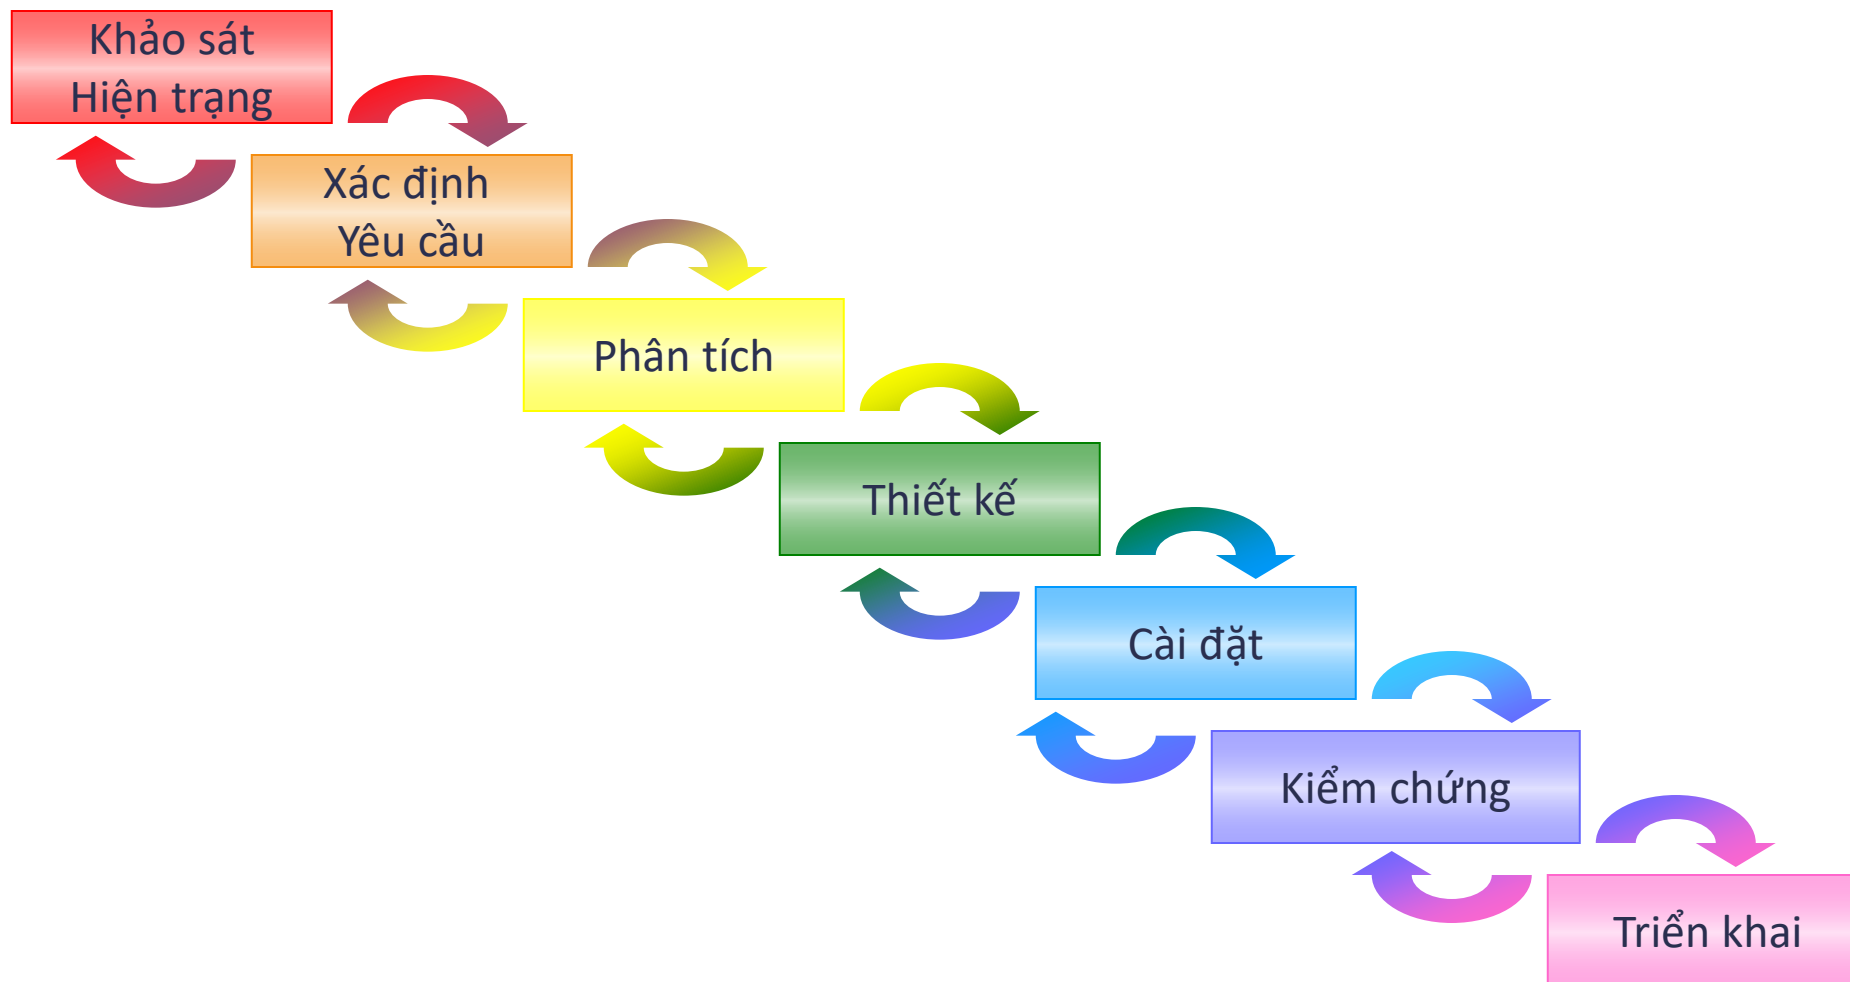 Khảo sát
Hiện trạng
Xác định
Yêu cầu
Phân tích
Thiết kế
Cài đặt
Kiểm chứng
Triển khai